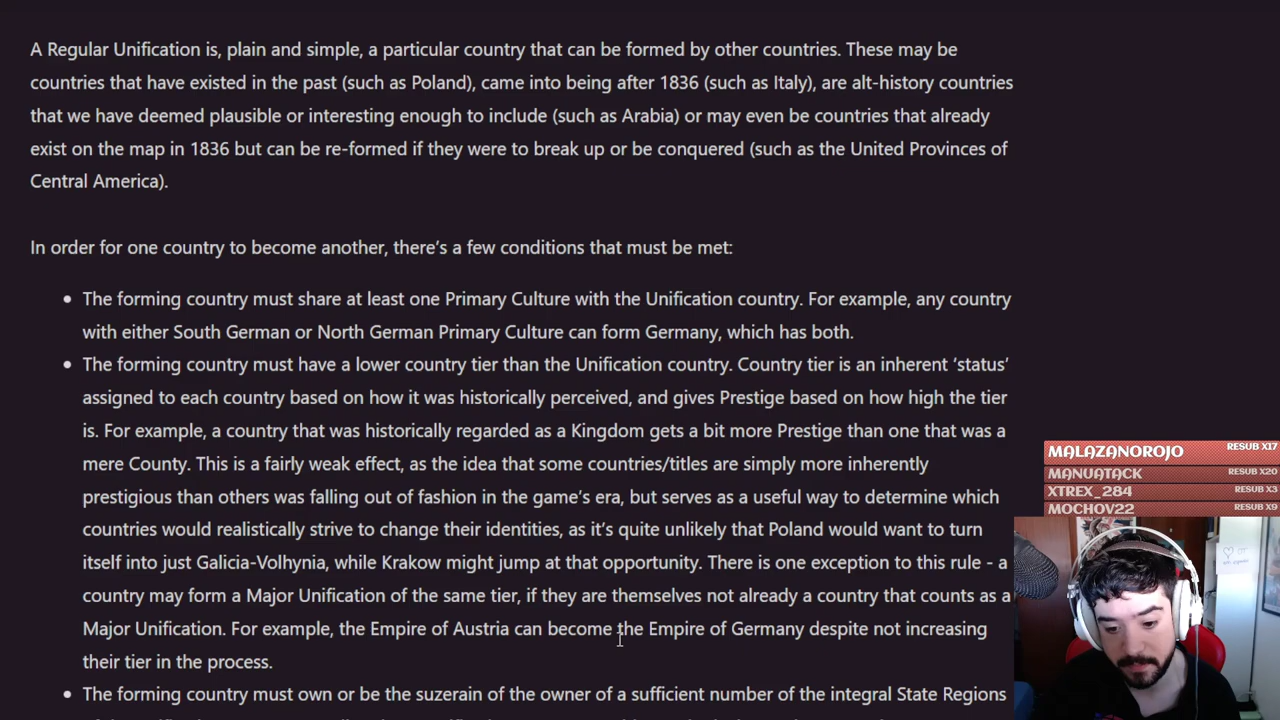 A Regular Unification is, plain and simple, a particular country that can be formed by other countries. These may be
countries that have existed in the past (such as Poland), came into being after 1836 (such as Italy), are alt-history countries
that we have deemed plausible or interesting enough to include (such as Arabia) or may even be countries that already
exist on the map in 1836 but can be re-formed if they were to break up or be conquered (such as the United Provinces of
Central America).
In order for one country to become another, there's a few conditions that must be met:
• The forming country must share at least one Primary Culture with the Unification country. For example, any country
with either South German or North German Primary Culture can form Germany, which has both.
• The forming country must have a lower country tier than the Unification country. Country tier is an inherent ‘status’
assigned to each country based on how it was historically perceived, and gives Prestige based on how high the tier
is. For example, a country that was historically regarded as a Kingdom gets a bit more Prestige than one that was a
mere County. This is a fairly weak effect, as the idea that some countries/titles are simply more inherently
prestigious than others was falling out of fashion in the game's era, but serves as a useful way to determine which
countries would realistically strive to change their identities, as it's quite unlikely that Poland would want to turn
itself into just Galicia-Volhynia, while Krakow might jump at that opportunity. There is one exception to this rule - a
country may form a Major Unification of the same tier, if they are themselves not already a country that counts as a
Major Unification. For example, the Empire of Austria can become the Empire of Germany despite not increasing
their tier in the process.
• The forming country must own or be the suzerain of the owner of a sufficient number of the integral State Regions
MALAZANOROJO RESUB X17
MANUATACK RESUB X20
XTREX_284 RESUB X3
MOCHOV22 RESUB X9